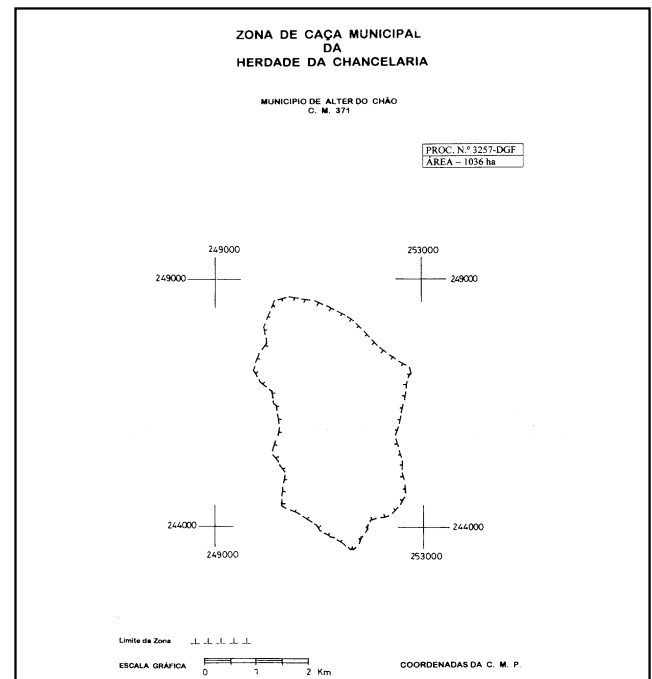 ZONA DE CAÇA MUNICIPAL
DA
HERDADE DA CHANCELARIA
MUNICIPIO DE ALTER DO CHÃO
C. M. 371
PROC. N.º 3257-DGF
ÁREA – 1036 ha
249000 253000
249000 249000
244000 244000
249000 253000
Limite da Zona
ESCALA GRÁFICA 0 1 2 Km
COORDENADAS DA C. M. P.